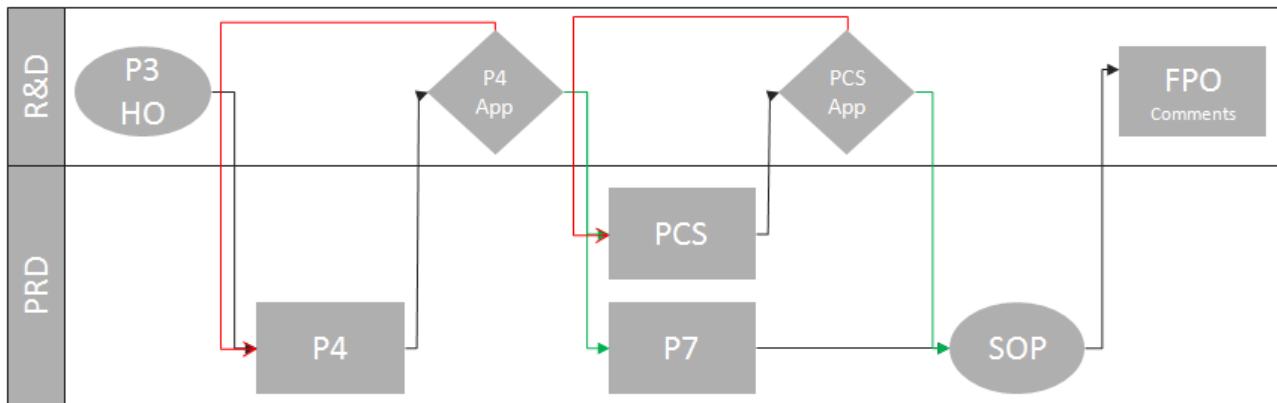 R&D
P3
HO
P4
App
PCS
App
FPO
Comments
PRD
PCS
P4
P7
SOP